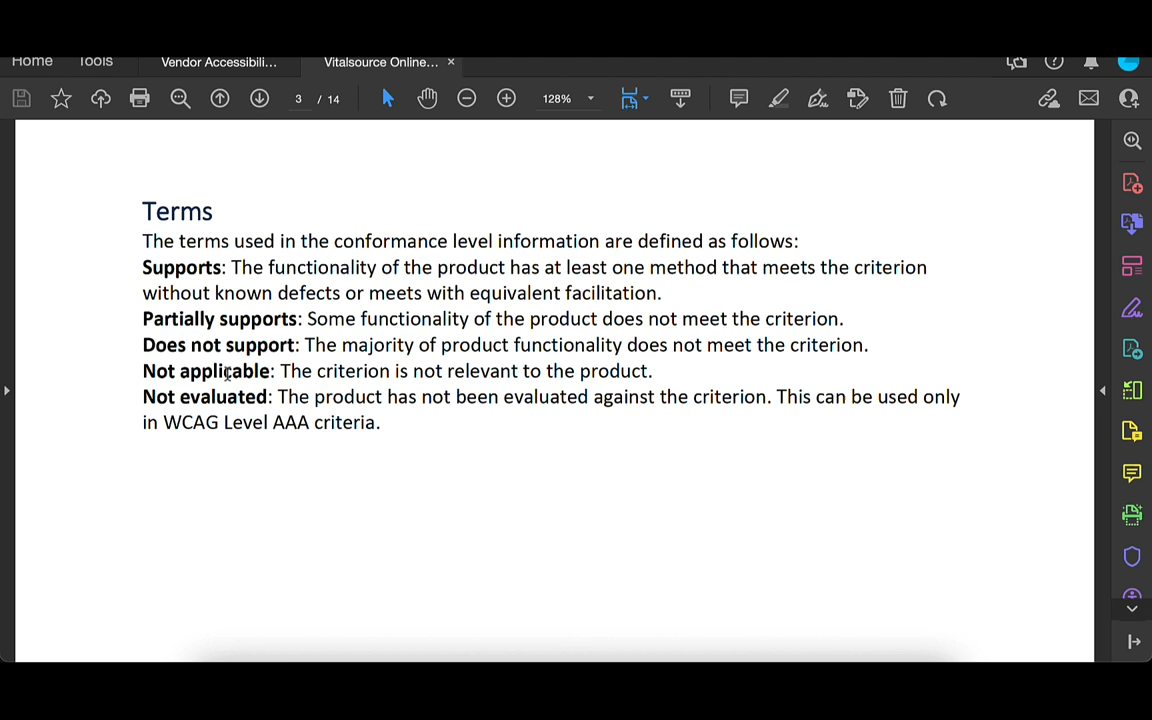 Home Tools Vendor Accessibili... Vitalsource Online... ×
3 / 14 128%
Terms
The terms used in the conformance level information are defined as follows:
Supports: The functionality of the product has at least one method that meets the criterion
without known defects or meets with equivalent facilitation.
Partially supports: Some functionality of the product does not meet the criterion.
Does not support: The majority of product functionality does not meet the criterion.
Not applicable: The criterion is not relevant to the product.
Not evaluated: The product has not been evaluated against the criterion. This can be used only
in WCAG Level AAA criteria.